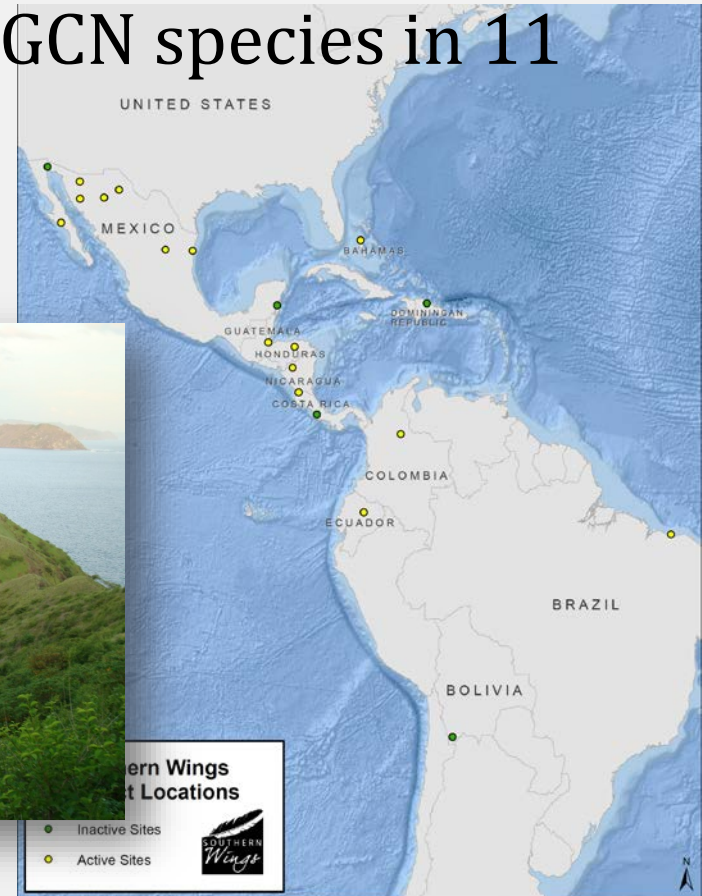 GCN species in 11
UNITED STATES
MEXICO
BAHAMAS
DOMININGAN
REPUBLIC
GUATEMALA
HONDURAS
NICARAGUA
COSTA RICA
COLOMBIA
ECUADOR
BRAZIL
BOLIVIA
ern Wings
t Locations
Inactive Sites
Active Sites
SOUTHERN
Wings
N